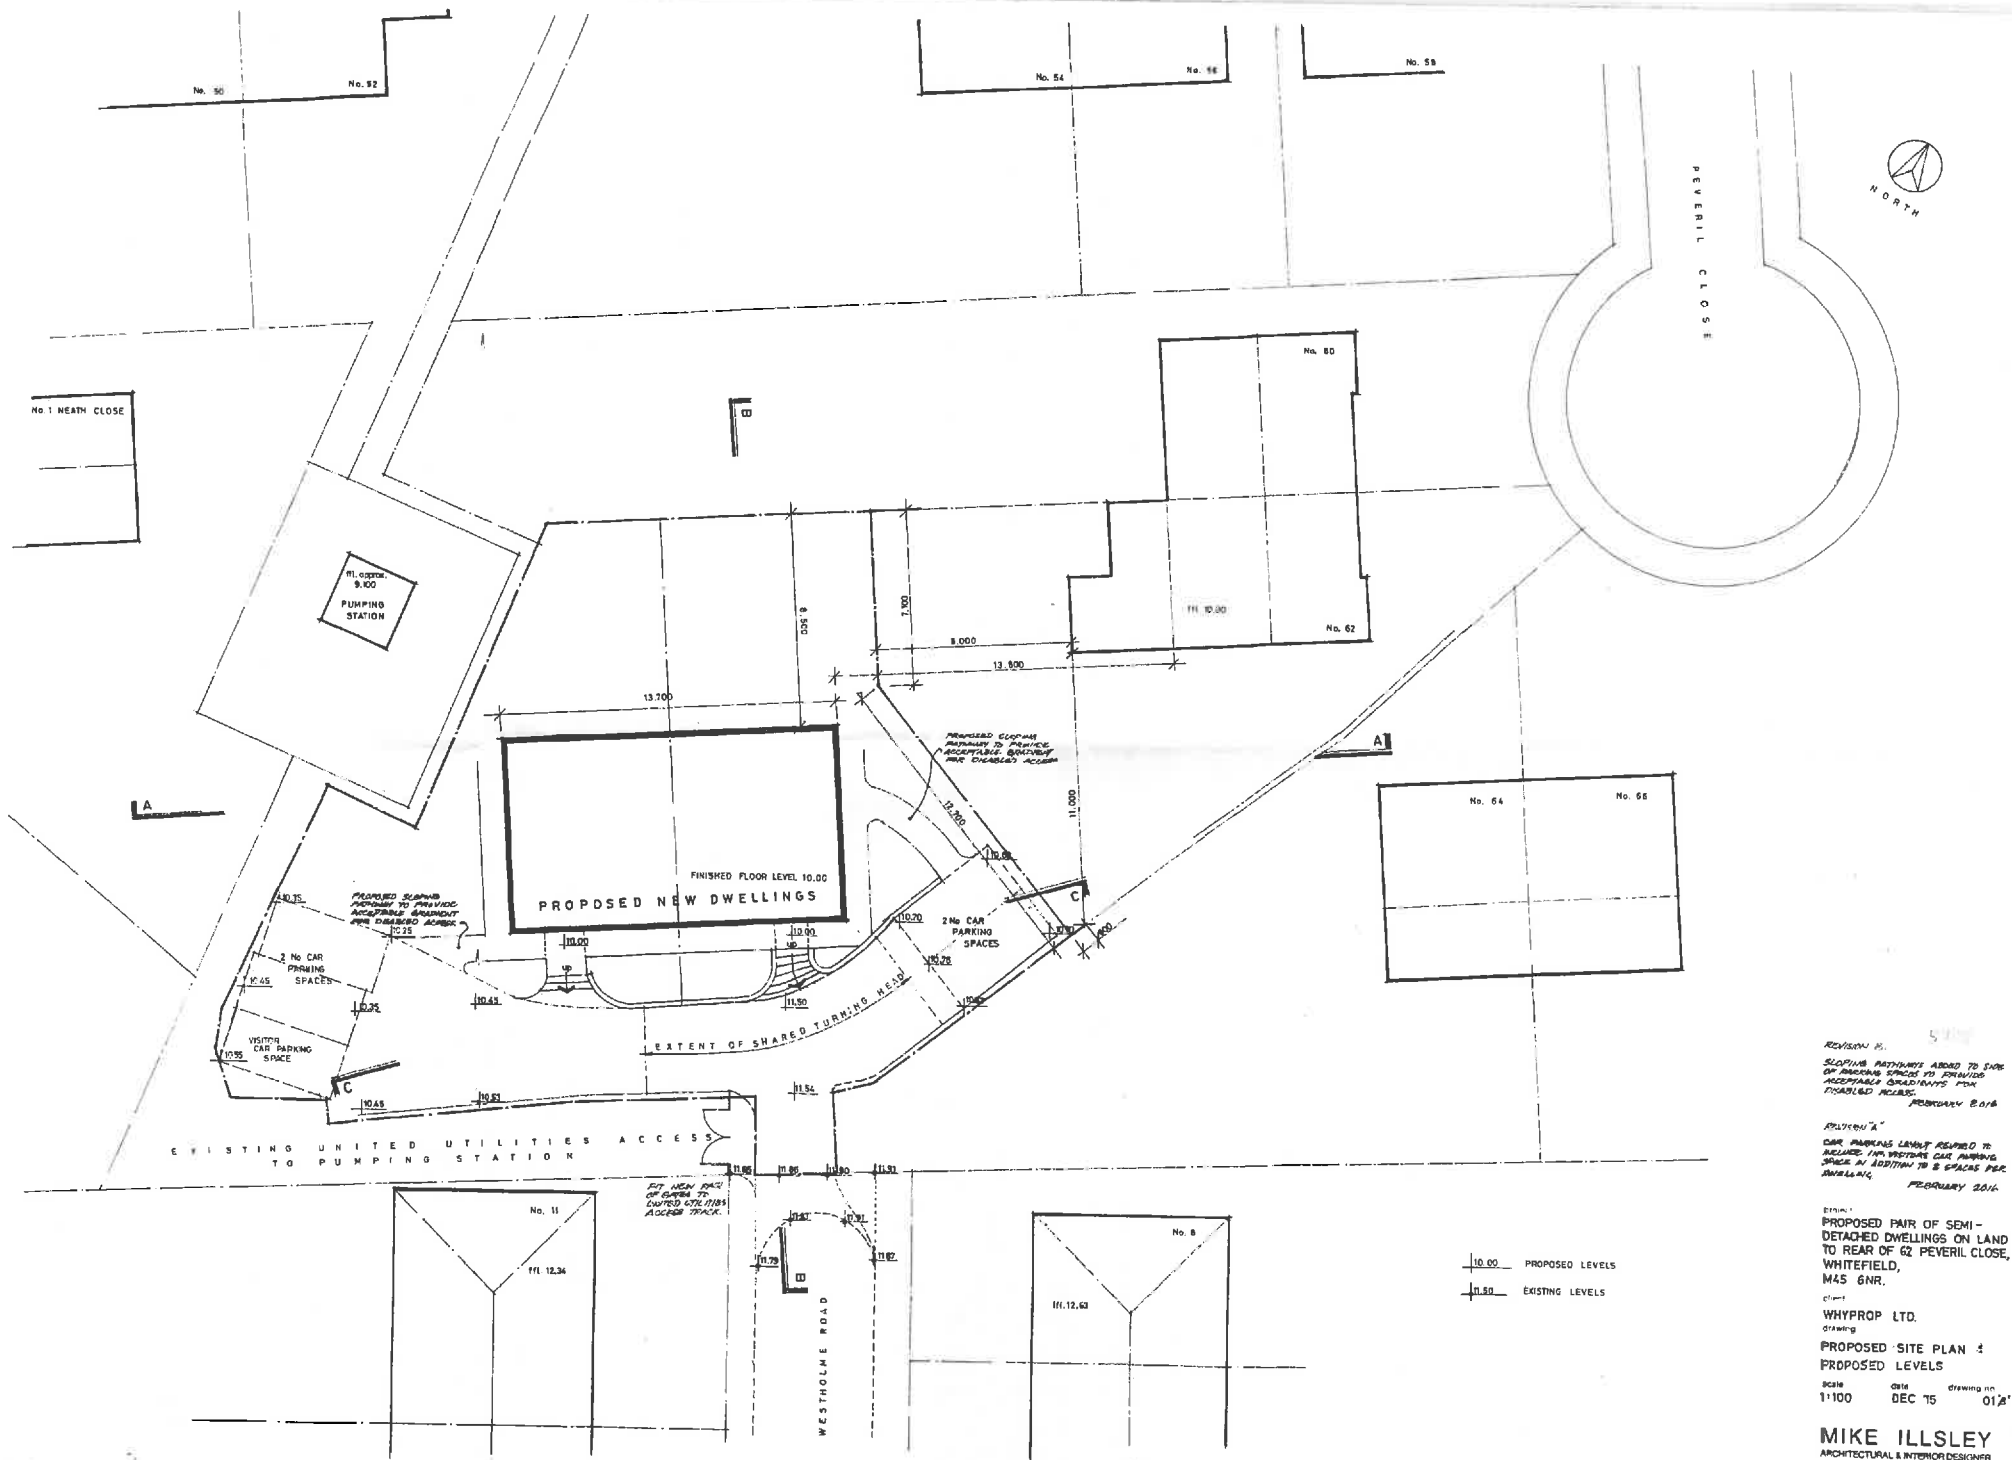 No. 50
No. 52
No. 54
No. 56
No. 58
PEVERIL CLOSE
NORTH
No. 60
No. 1 NEATH CLOSE
B
ffl. approx.
9.100
PUMPING
STATION
8.500
7.100
8.000
13.800
ffl 10.00
No. 62
13.700
PROPOSED SLOPING
PATHWAY TO PROVIDE
ACCEPTABLE GRADIENT
FOR DISABLED ACCESS
A
A
11.000
No. 64
No. 66
FINISHED FLOOR LEVEL 10.00
PROPOSED NEW DWELLINGS
PROPOSED SLOPING
PATHWAY TO PROVIDE
ACCEPTABLE GRADIENT
FOR DISABLED ACCESS
10.35
10.25
2 No CAR
PARKING
SPACES
10.45
10.35
VISITOR
CAR PARKING
SPACE
10.55
10.00
up
10.00
up
10.45
11.50
10.70
2 No CAR
PARKING
SPACES
10.78
C
EXTENT OF SHARED TURNING HEAD
C
10.45
10.51
11.54
EXISTING UNITED UTILITIES ACCESS
TO PUMPING STATION
11.85
11.86
11.90
11.91
FIT NEW PAIR
OF GATES TO
UNITED UTILITIES
ACCESS TRACK.
11.91
11.79
11.87
B
No. 11
ffl. 12.34
No. 8
ffl. 12.63
WESTHOLME ROAD
10.00 PROPOSED LEVELS
11.50 EXISTING LEVELS
REVISION B.
SLOPING PATHWAYS ADDED TO SIDE
OF PARKING SPACES TO PROVIDE
ACCEPTABLE GRADIENTS FOR
DISABLED ACCESS.
FEBRUARY 2016
REVISION "A"
CAR PARKING LAYOUT REVISED TO
INCLUDE 1 No. VISITORS CAR PARKING
SPACE IN ADDITION TO 2 SPACES PER
DWELLING
FEBRUARY 2016
project
PROPOSED PAIR OF SEMI-
DETACHED DWELLINGS ON LAND
TO REAR OF 62 PEVERIL CLOSE,
WHITEFIELD,
M45 6NR.
client
WHYPROP LTD.
drawing
PROPOSED SITE PLAN &
PROPOSED LEVELS
scale date drawing no
1:100 DEC 15 01"B"
MIKE ILLSLEY
ARCHITECTURAL & INTERIOR DESIGNER